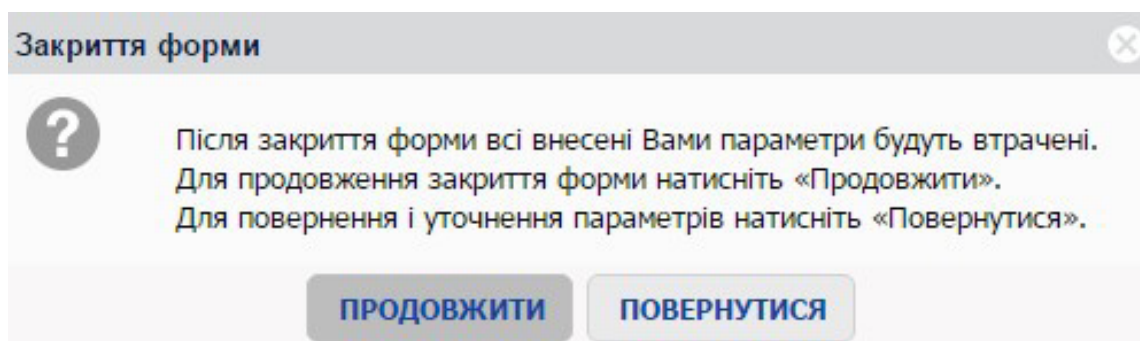 Закриття форми
Після закриття форми всі внесені Вами параметри будуть втрачені.
Для продовження закриття форми натисніть «Продовжити».
Для повернення і уточнення параметрів натисніть «Повернутися».
ПРОДОВЖИТИ ПОВЕРНУТИСЯ